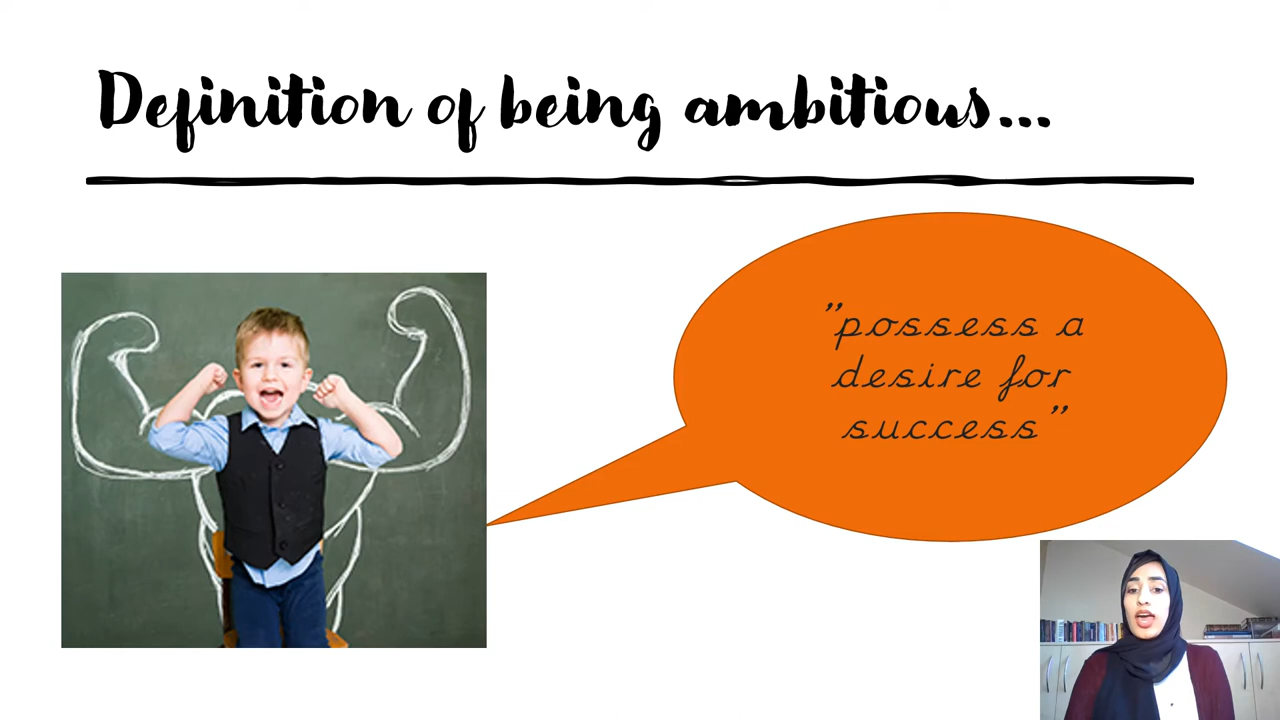 Definition of being ambitious...
”possess a
desire for
success”